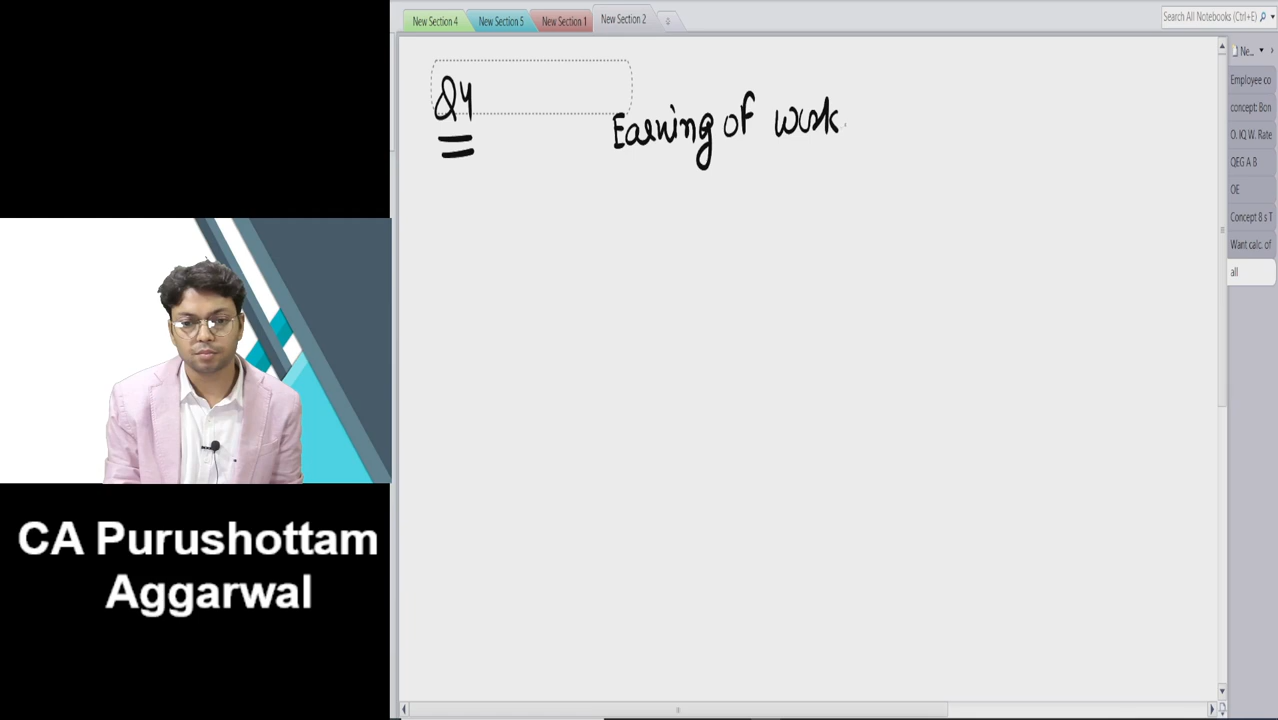 New Section 4
New Section 5
New Section 1
New Section 2
Search All Notebooks (Ctrl+E)
Ne...
Q4
Earning of work
Employee co
concept: Bon
O. IQ W. Rate
QEG A B
OE
Concept 8 s T
Want calc. of
all
CA Purushottam
Aggarwal